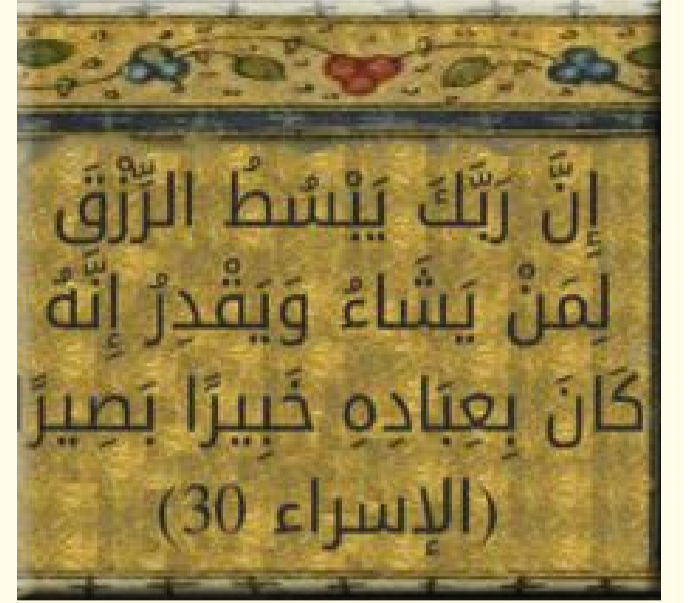 إِنَّ رَبَّكَ يَبْسُطُ الرِّزْقَ
لِمَنْ يَشَاءُ وَيَقْدِرُ إِنَّهُ
كَانَ بِعِبَادِهِ خَبِيرًا بَصِيرًا
(الإسراء 30)